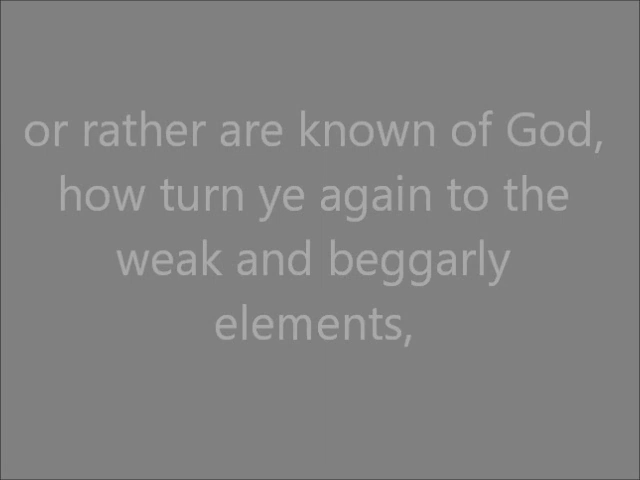 or rather are known of God,
how turn ye again to the
weak and beggarly
elements,